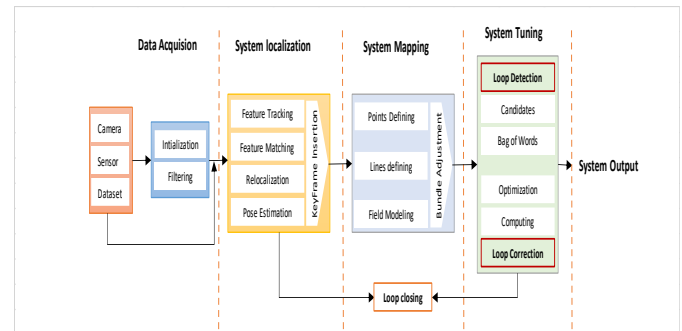 Data Acquision
System localization
System Mapping
System Tuning
Camera
Sensor
Dataset
Intialization
Filtering
Feature Tracking
Feature Matching
Relocalization
Pose Estimation
KeyFrame Insertion
Points Defining
Lines defining
Field Modeling
Bundle Adjustment
Loop Detection
Candidates
Bag of Words
Optimization
Computing
Loop Correction
System Output
Loop closing